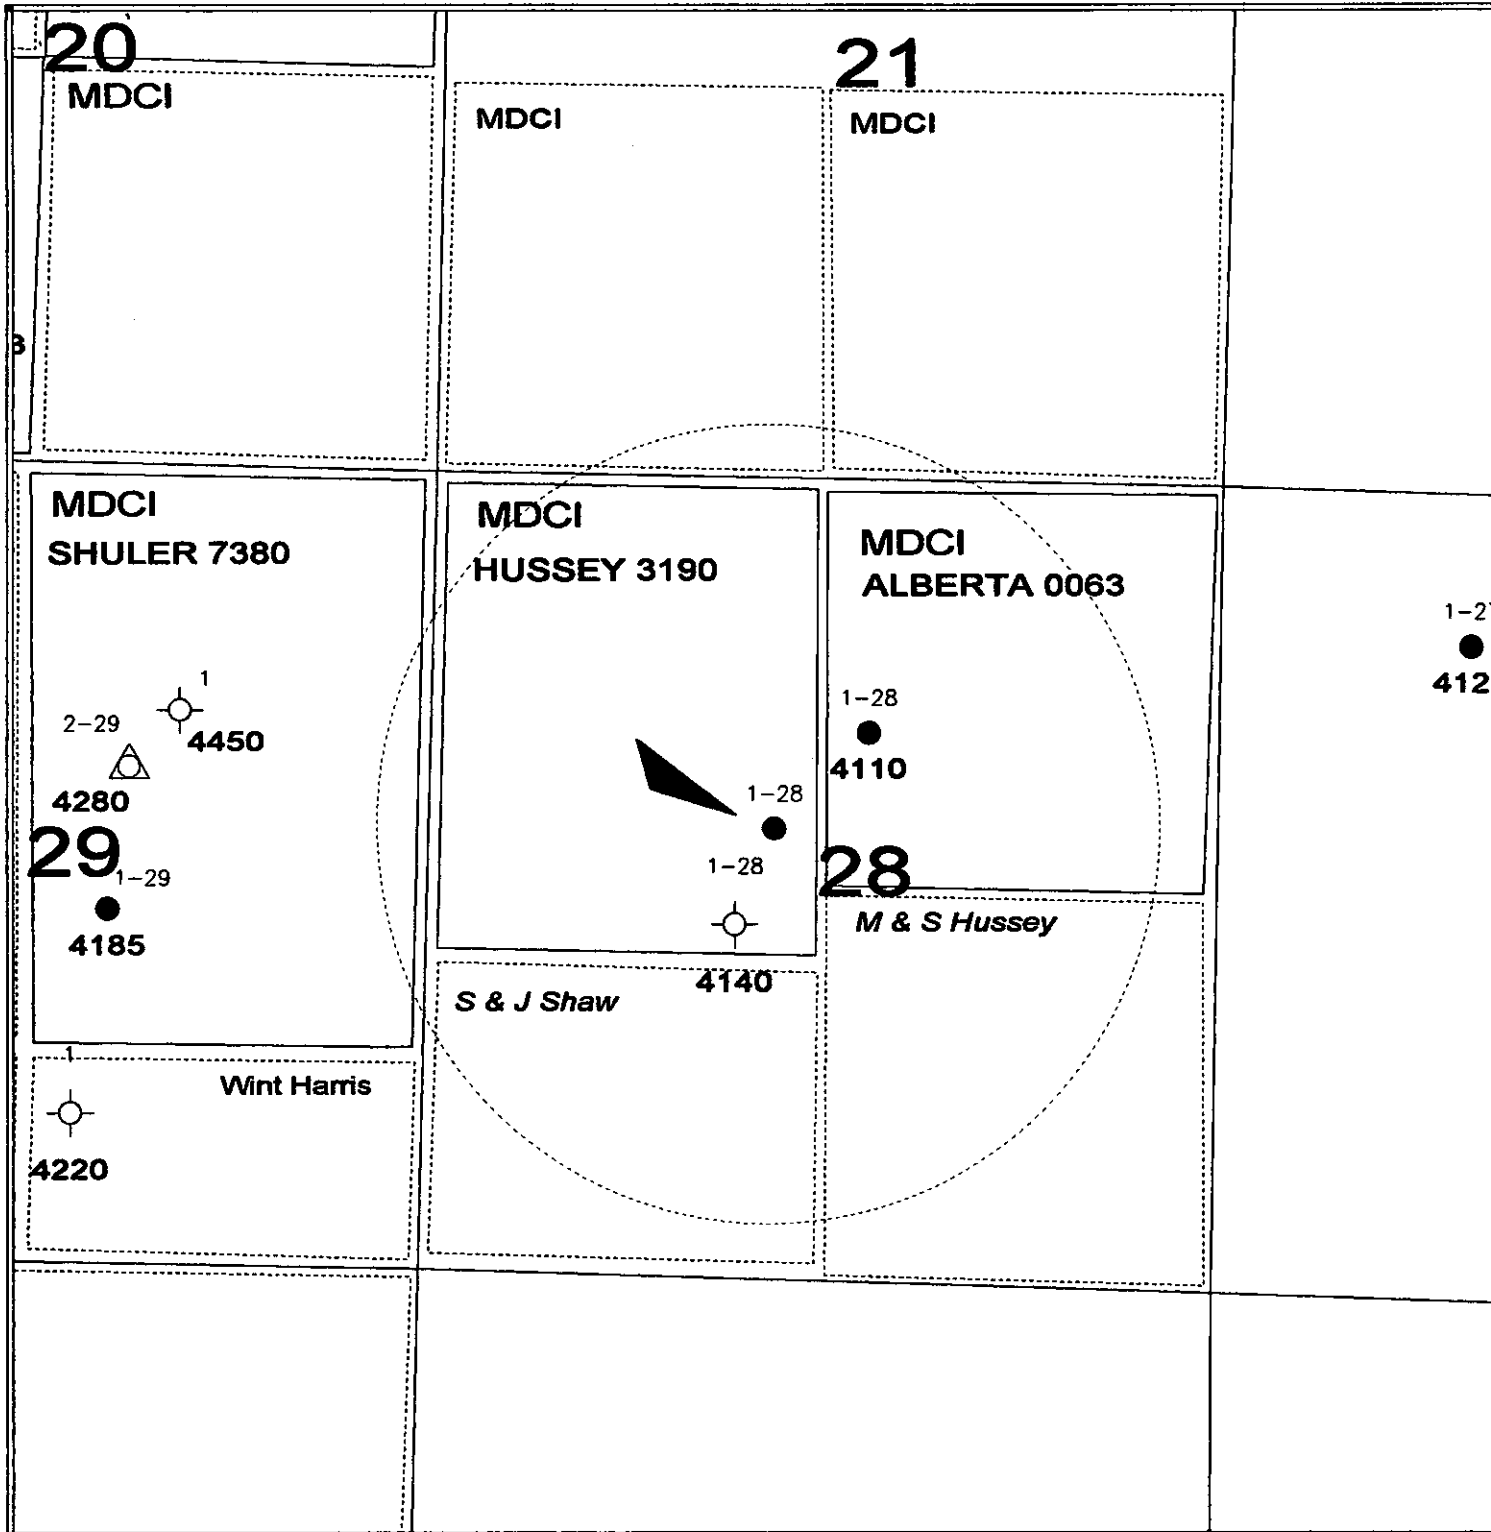 20
21
MDCI
MDCI
MDCI
MDCI
SHULER 7380
MDCI
HUSSEY 3190
MDCI
ALBERTA 0063
1
4450
2-29
4280
29
1-29
4185
1-28
4110
1-28
1-28
4140
28
M & S Hussey
S & J Shaw
1
Wint Harris
4220